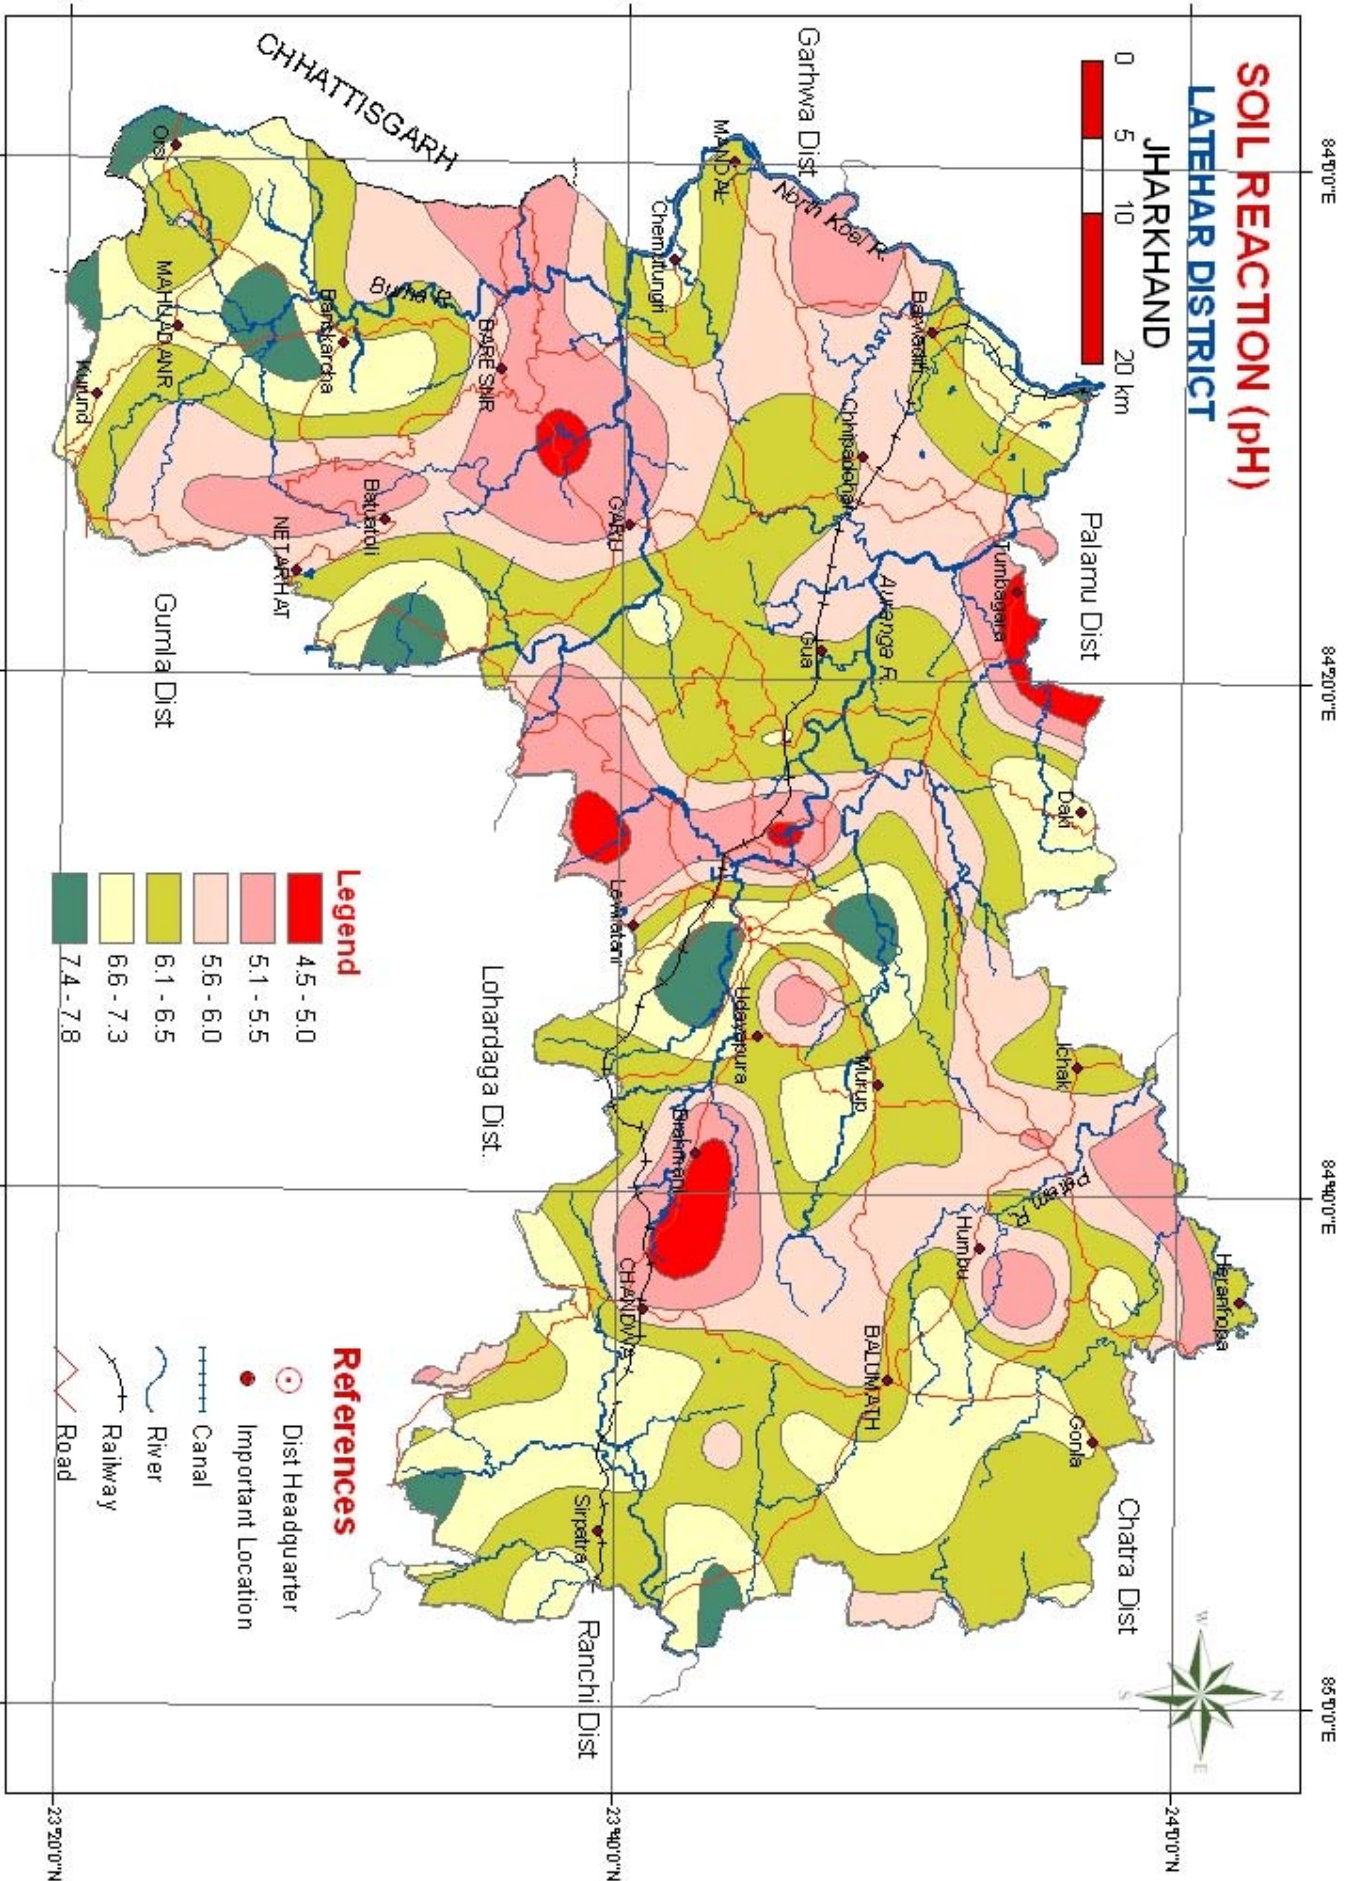 SOIL REACTION (pH)
LATEHAR DISTRICT
JHARKHAND
0 5 10 20 km
84°0'0"E
84°20'0"E
84°40'0"E
85°0'0"E
24°0'0"N
23°40'0"N
23°20'0"N
N
E
S
W
Garhwa Dist
Palamu Dist
Chatra Dist
CHHATTISGARH
Gumla Dist
Lohardaga Dist.
Ranchi Dist
North Koel R.
Auranga R.
Burha R.
MANDAL
Barwadih
Chemutungri
Chhipadohar
Tumbagara
Gua
Daki
Ichak
Heranhopa
Humbu
Murup
Udaypura
BALUMATH
Gonla
Brahmani
CHANDWA
Sirpatra
GARU
BARESNR
Banskarcha
Orsi
MAHUADANR
Kurund
Batuatoli
NETARHAT
Legend
4.5 - 5.0
5.1 - 5.5
5.6 - 6.0
6.1 - 6.5
6.6 - 7.3
7.4 - 7.8
References
Dist Headquarter
Important Location
Canal
River
Railway
Road